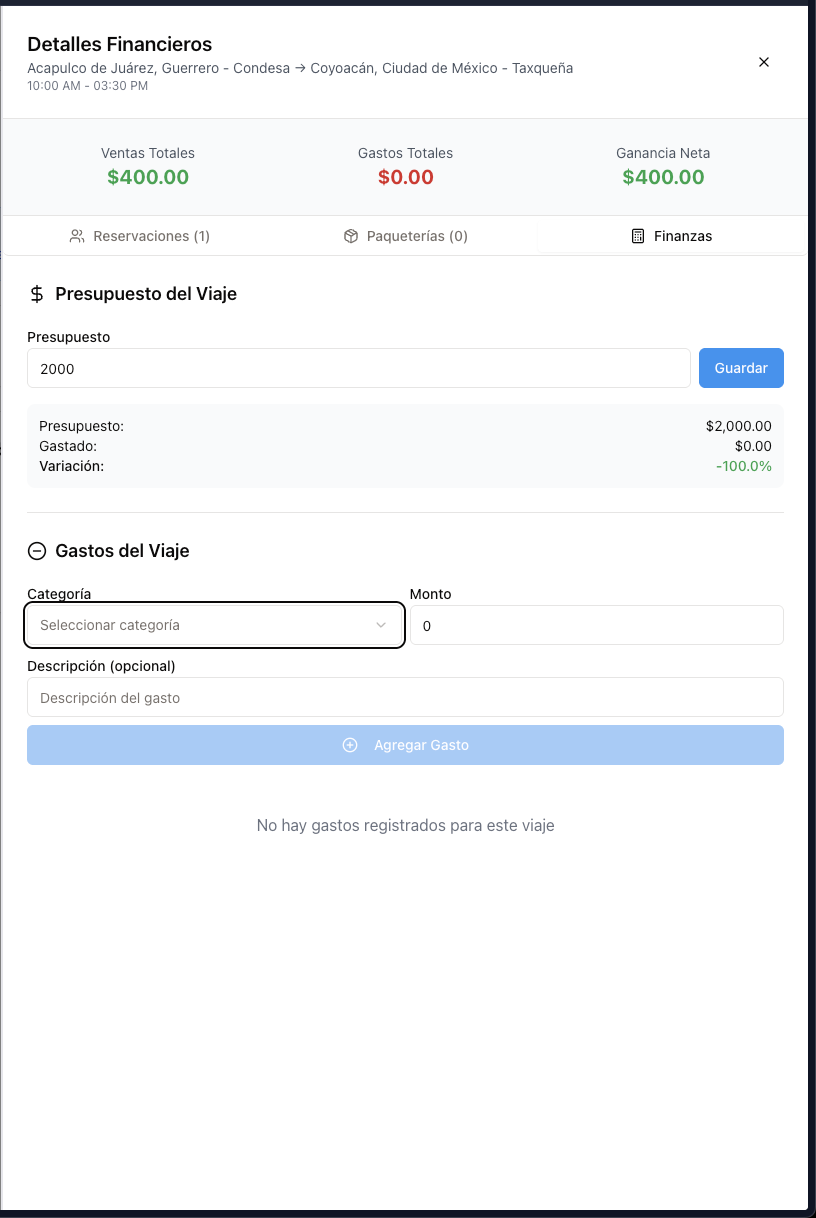 Detalles Financieros
Acapulco de Juárez, Guerrero - Condesa → Coyoacán, Ciudad de México - Taxqueña
10:00 AM - 03:30 PM
Ventas Totales
$400.00
Gastos Totales
$0.00
Ganancia Neta
$400.00
Reservaciones (1)
Paqueterías (0)
Finanzas
Presupuesto del Viaje
Presupuesto
2000
Guardar
Presupuesto: $2,000.00
Gastado: $0.00
Variación: -100.0%
Gastos del Viaje
Categoría
Seleccionar categoría
Monto
0
Descripción (opcional)
Descripción del gasto
Agregar Gasto
No hay gastos registrados para este viaje